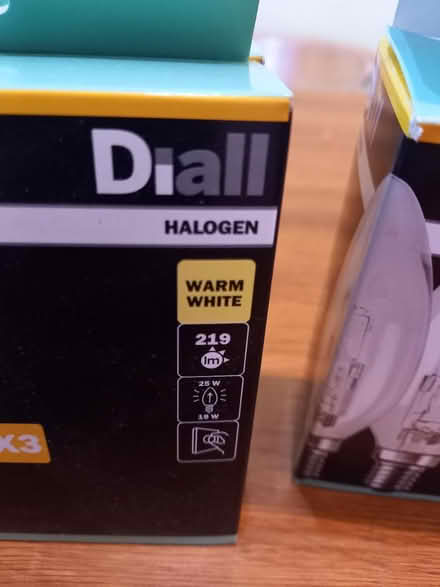 Diall
HALOGEN
WARM
WHITE
219
lm
25 W
18 W
X3